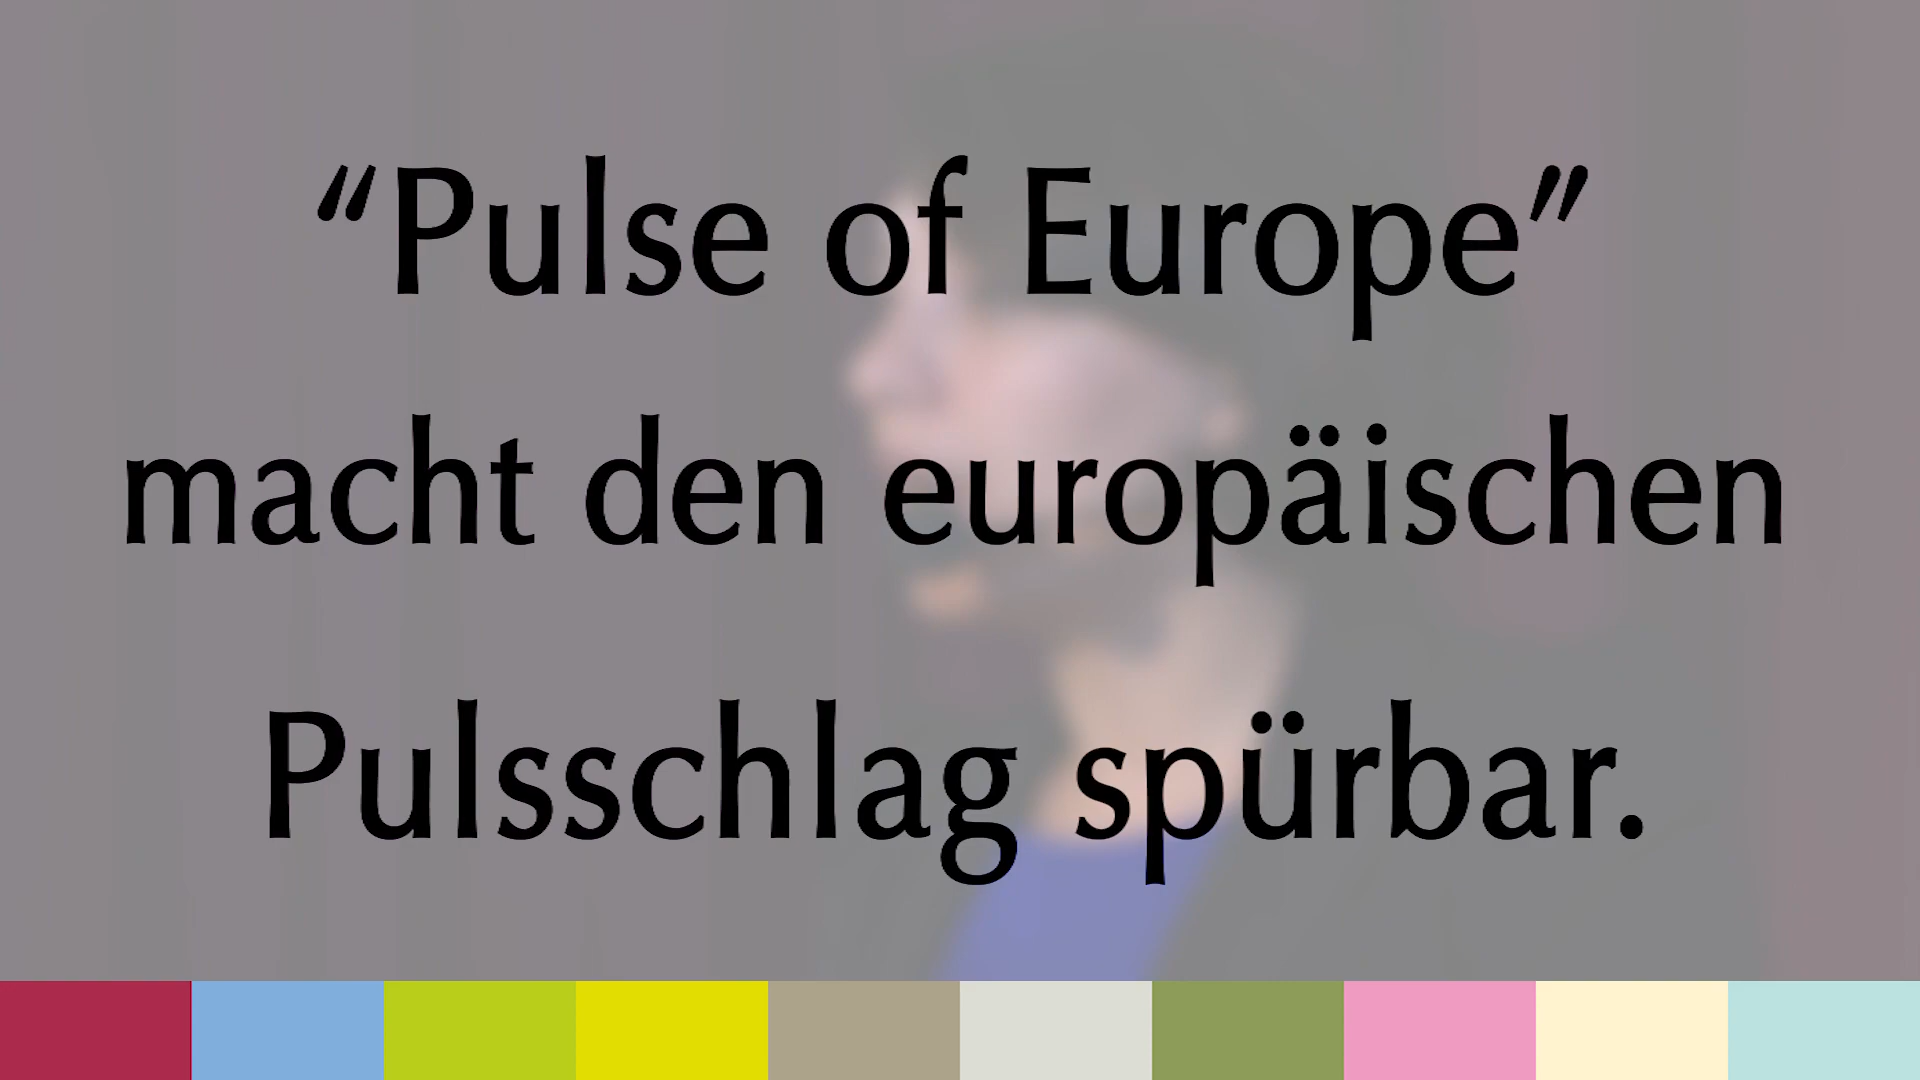 “Pulse of Europe”
macht den europäischen
Pulsschlag spürbar.